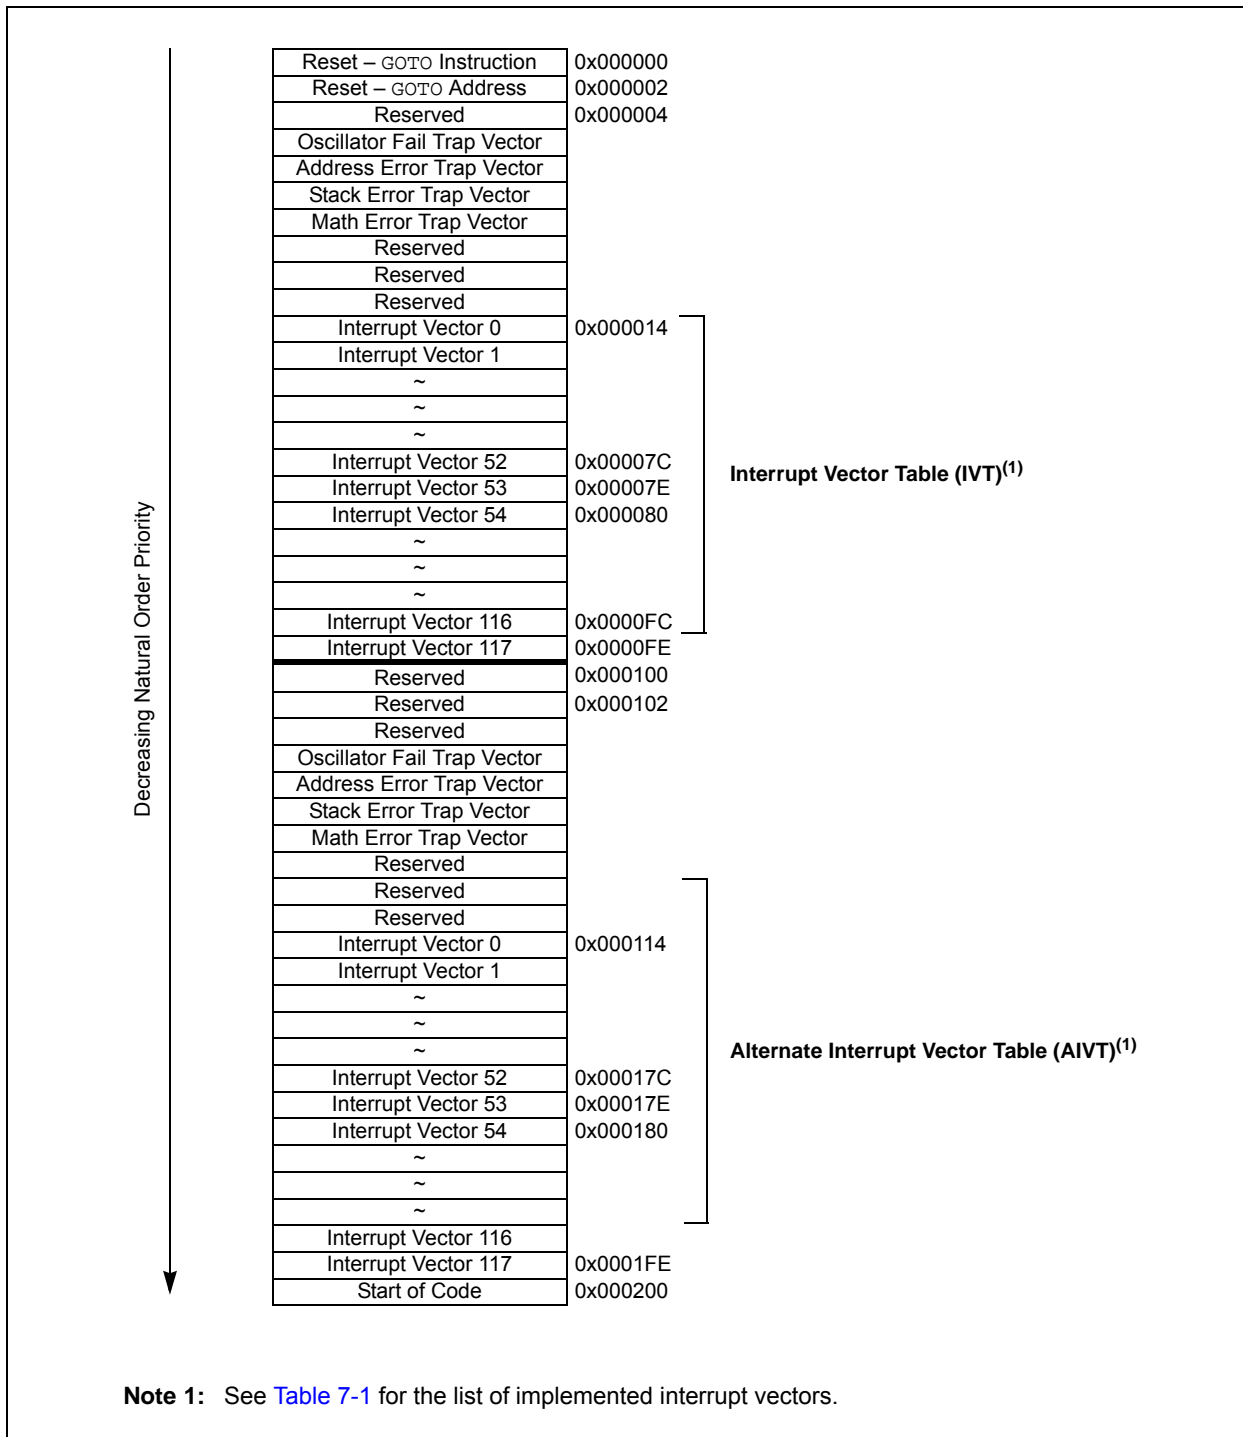 Decreasing Natural Order Priority
Reset – GOTO Instruction 0x000000
Reset – GOTO Address 0x000002
Reserved 0x000004
Oscillator Fail Trap Vector
Address Error Trap Vector
Stack Error Trap Vector
Math Error Trap Vector
Reserved
Reserved
Reserved
Interrupt Vector 0 0x000014
Interrupt Vector 1
~
~
~
Interrupt Vector 52 0x00007C
Interrupt Vector Table (IVT)(1)
Interrupt Vector 53 0x00007E
Interrupt Vector 54 0x000080
~
~
~
Interrupt Vector 116 0x0000FC
Interrupt Vector 117 0x0000FE
Reserved 0x000100
Reserved 0x000102
Reserved
Oscillator Fail Trap Vector
Address Error Trap Vector
Stack Error Trap Vector
Math Error Trap Vector
Reserved
Reserved
Reserved
Interrupt Vector 0 0x000114
Interrupt Vector 1
~
~
~
Alternate Interrupt Vector Table (AIVT)(1)
Interrupt Vector 52 0x00017C
Interrupt Vector 53 0x00017E
Interrupt Vector 54 0x000180
~
~
~
Interrupt Vector 116
Interrupt Vector 117 0x0001FE
Start of Code 0x000200
Note 1: See Table 7-1 for the list of implemented interrupt vectors.